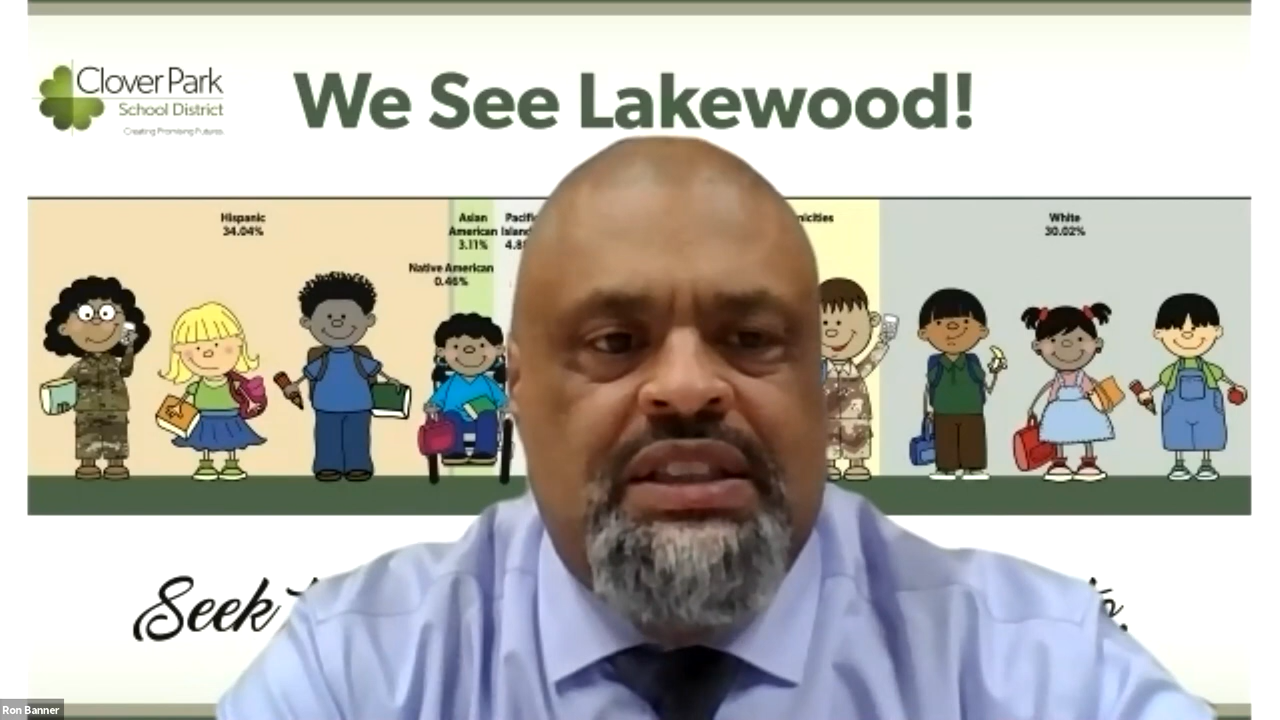 Clover Park
School District
Creating Promising Futures
We See Lakewood!
Hispanic
34.04%
Asian
American
3.11%
Native American
0.46%
White
30.02%
Seek
Ron Banner